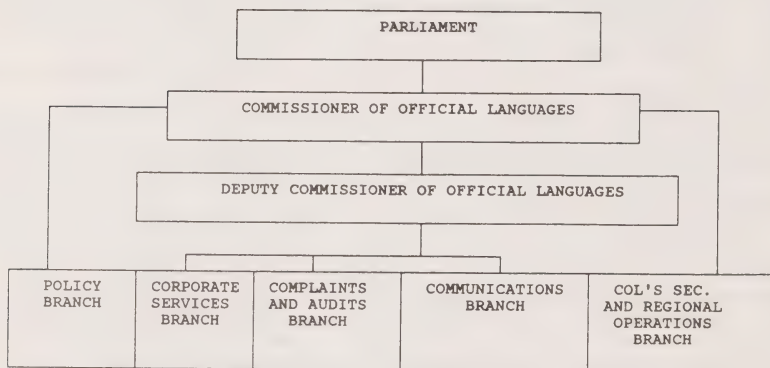 PARLIAMENT
COMMISSIONER OF OFFICIAL LANGUAGES
DEPUTY COMMISSIONER OF OFFICIAL LANGUAGES
POLICY
BRANCH
CORPORATE
SERVICES
BRANCH
COMPLAINTS
AND AUDITS
BRANCH
COMMUNICATIONS
BRANCH
COL'S SEC.
AND REGIONAL
OPERATIONS
BRANCH